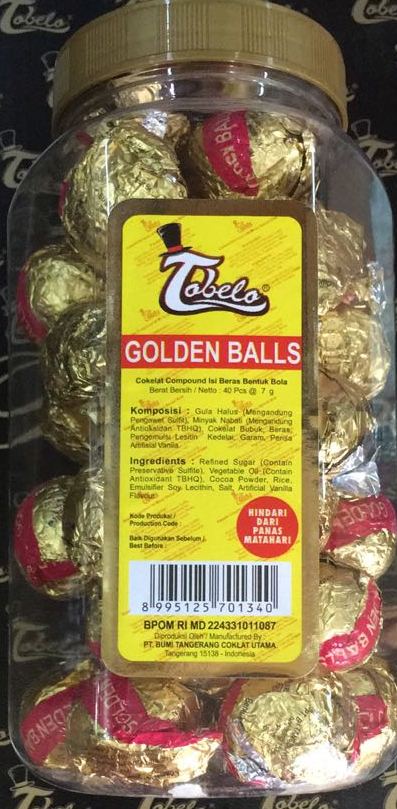 Tobelo®
GOLDEN BALLS
Cokelat Compound Isi Beras Bentuk Bola
Berat Bersih / Netto : 40 Pcs @ 7 g
Komposisi : Gula Halus (Mengandung
Pengawet Sulfit), Minyak Nabati (Mengandung
Antioksidan TBHQ), Cokelat Bubuk, Beras,
Pengemulsi Lesitin Kedelai, Garam, Perisa
Artifisial Vanila.
Ingredients : Refined Sugar (Contain
Preservative Sulfite), Vegetable Oil (Contain
Antioxidant TBHQ), Cocoa Powder, Rice,
Emulsifier Soy Lecithin, Salt, Artificial Vanilla
Flavour.
Kode Produksi /
Production Code :
Baik Digunakan Sebelum /
Best Before :
HINDARI
DARI
PANAS
MATAHARI
8 995125 701340
BPOM RI MD 224331011087
Diproduksi Oleh / Manufactured By :
PT. BUMI TANGERANG COKLAT UTAMA
Tangerang 15138 - Indonesia